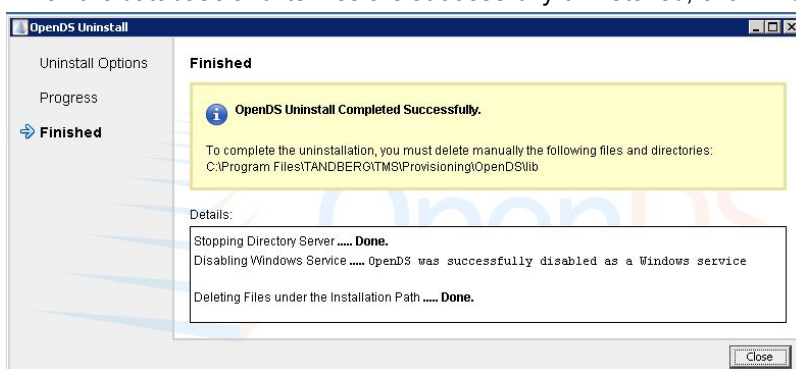 OpenDS Uninstall
Uninstall Options
Progress
Finished
Finished
OpenDS Uninstall Completed Successfully.
To complete the uninstallation, you must delete manually the following files and directories:
C:\Program Files\TANDBERG\TMS\Provisioning\OpenDS\lib
OpenDS
Details:
Stopping Directory Server ..... Done.
Disabling Windows Service ..... OpenDS was successfully disabled as a Windows service
Deleting Files under the Installation Path ..... Done.
Close